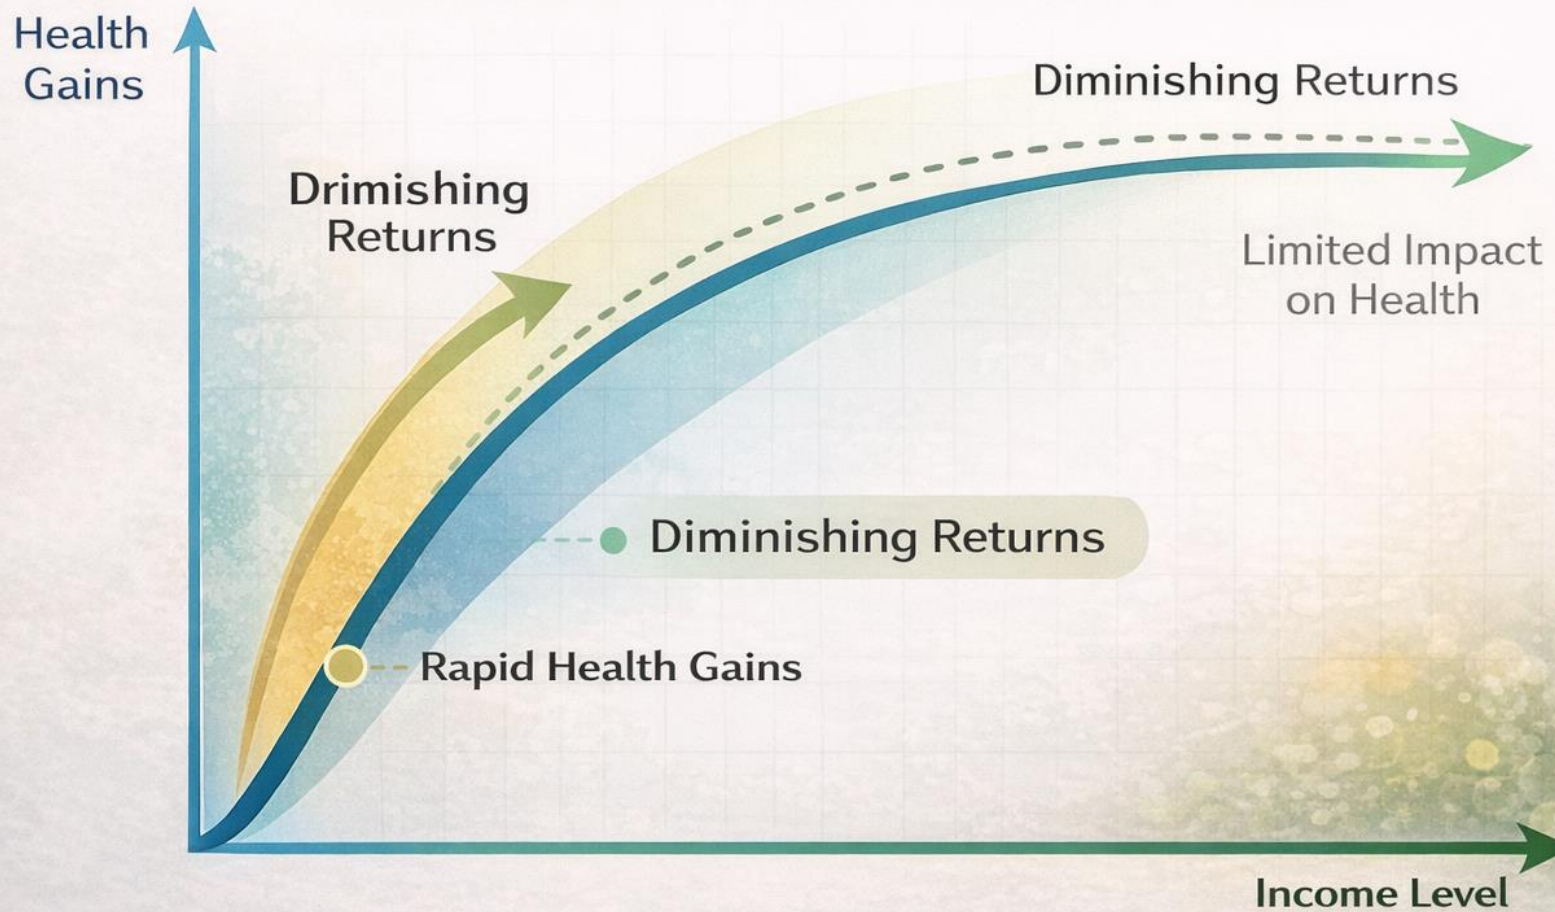 Health
Gains
Diminishing Returns
Drimishing
Returns
Limited Impact
on Health
Diminishing Returns
Rapid Health Gains
Income Level